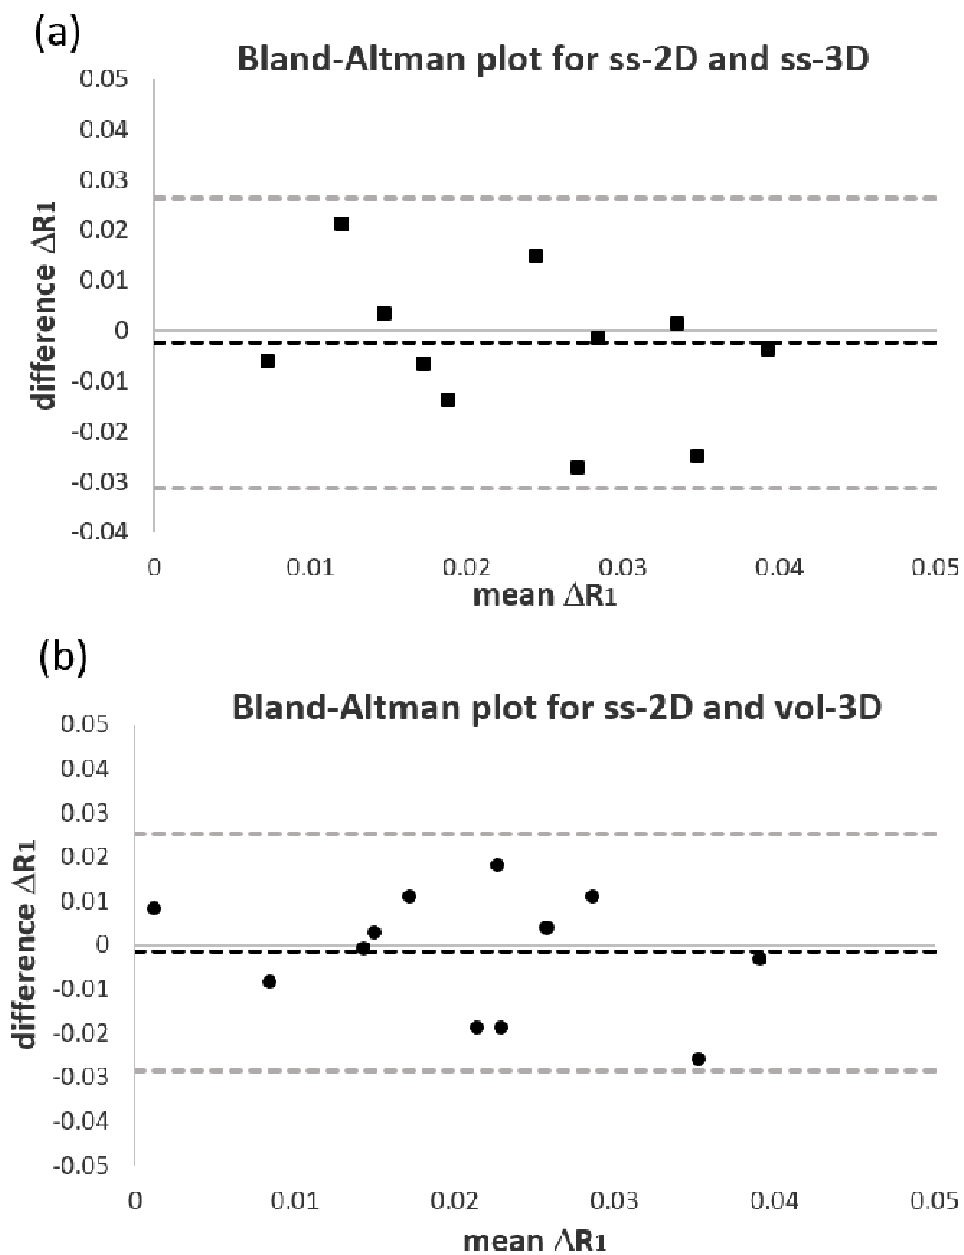 (a)
Bland-Altman plot for ss-2D and ss-3D
0.05
0.04
0.03
0.02
0.01
0
-0.01
-0.02
-0.03
-0.04
difference ΔR1
0 0.01 0.02 0.03 0.04 0.05
mean ΔR1
(b)
Bland-Altman plot for ss-2D and vol-3D
0.05
0.04
0.03
0.02
0.01
0
-0.01
-0.02
-0.03
-0.04
-0.05
difference ΔR1
0 0.01 0.02 0.03 0.04 0.05
mean ΔR1